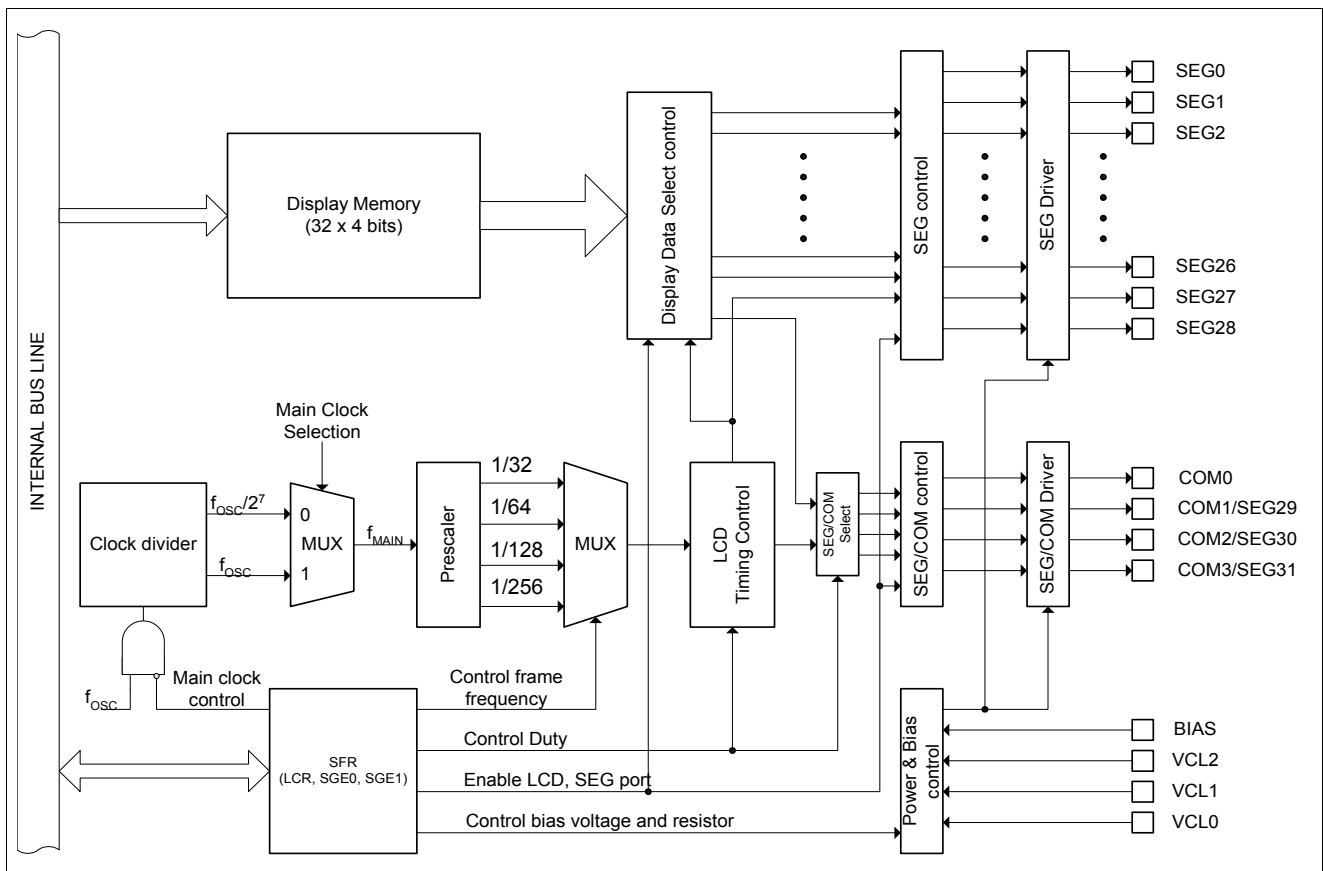 INTERNAL BUS LINE
Display Memory
(32 x 4 bits)
Display Data Select control
SEG control
SEG Driver
SEG0
SEG1
SEG2
SEG26
SEG27
SEG28
Main Clock
Selection
Clock divider
fOSC/2⁷
fOSC
0
MUX
1
fMAIN
Prescaler
1/32
1/64
1/128
1/256
MUX
LCD
Timing Control
SEG/COM
Select
SEG/COM control
SEG/COM Driver
COM0
COM1/SEG29
COM2/SEG30
COM3/SEG31
fOSC
Main clock
control
SFR
(LCR, SGE0, SGE1)
Control frame
frequency
Control Duty
Enable LCD, SEG port
Control bias voltage and resistor
Power & Bias
control
BIAS
VCL2
VCL1
VCL0